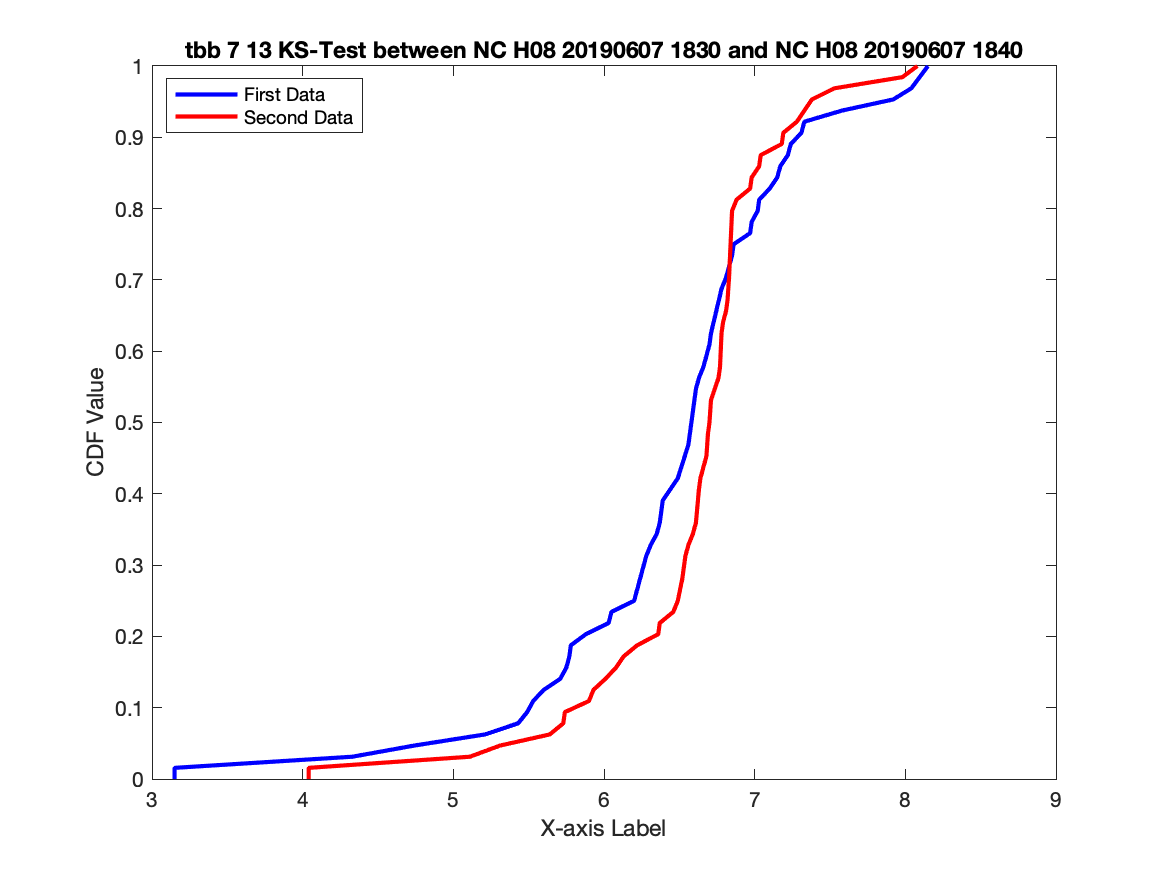 tbb 7 13 KS-Test between NC H08 20190607 1830 and NC H08 20190607 1840
First Data
Second Data
1
0.9
0.8
0.7
0.6
0.5
0.4
0.3
0.2
0.1
0
CDF Value
3 4 5 6 7 8 9
X-axis Label